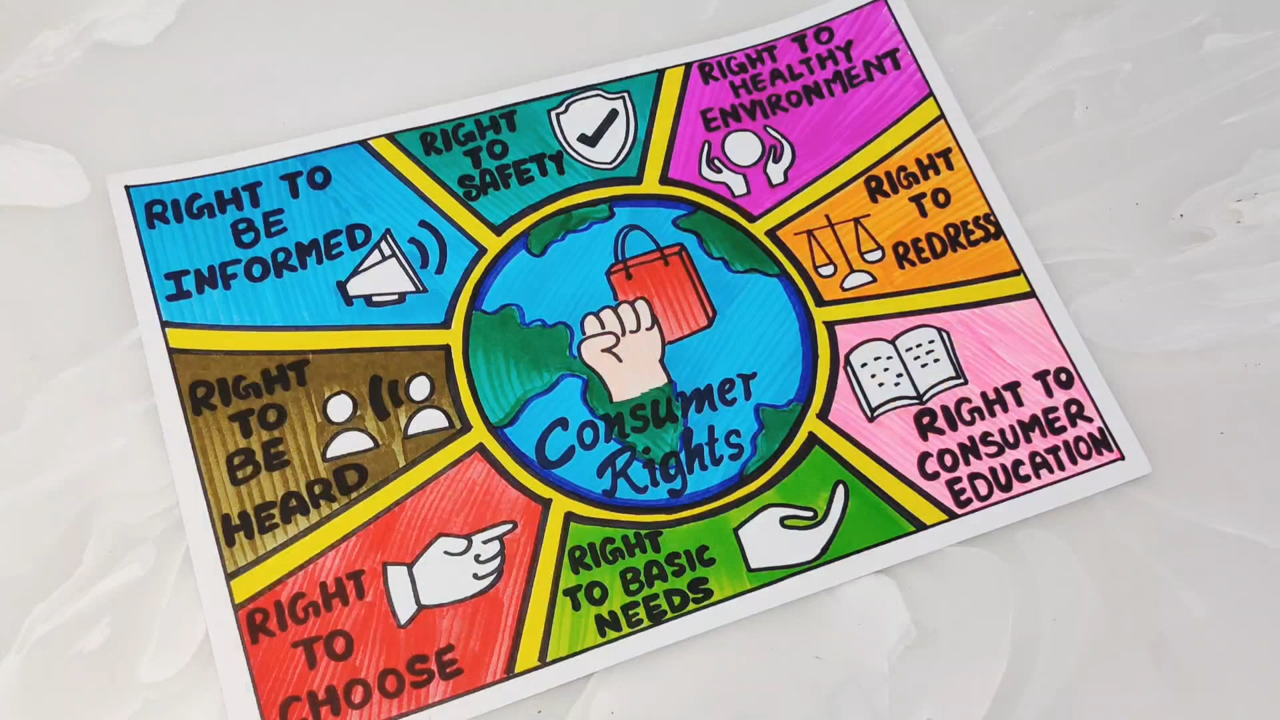 RIGHT TO
BE
INFORMED
RIGHT
TO
SAFETY
RIGHT TO
HEALTHY
ENVIRONMENT
RIGHT
TO
REDRESS
RIGHT TO
CONSUMER
EDUCATION
RIGHT
TO BASIC
NEEDS
RIGHT
TO
CHOOSE
RIGHT
TO
BE
HEARD
Consumer
Rights